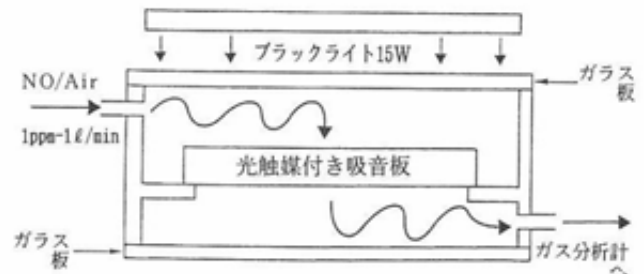 ブラックライト15W
ガラス
板
NO/Air
1ppm-1ℓ/min
光触媒付き吸音板
ガラス
板
ガス分析計
へ